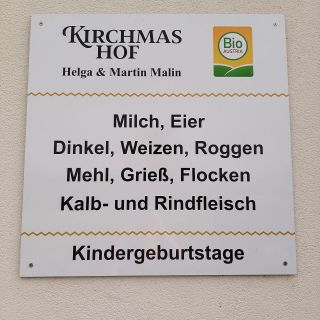 KIRCHMAS
HOF
Helga & Martin Malin
Bio
AUSTRIA
Milch, Eier
Dinkel, Weizen, Roggen
Mehl, Grieß, Flocken
Kalb- und Rindfleisch
Kindergeburtstage